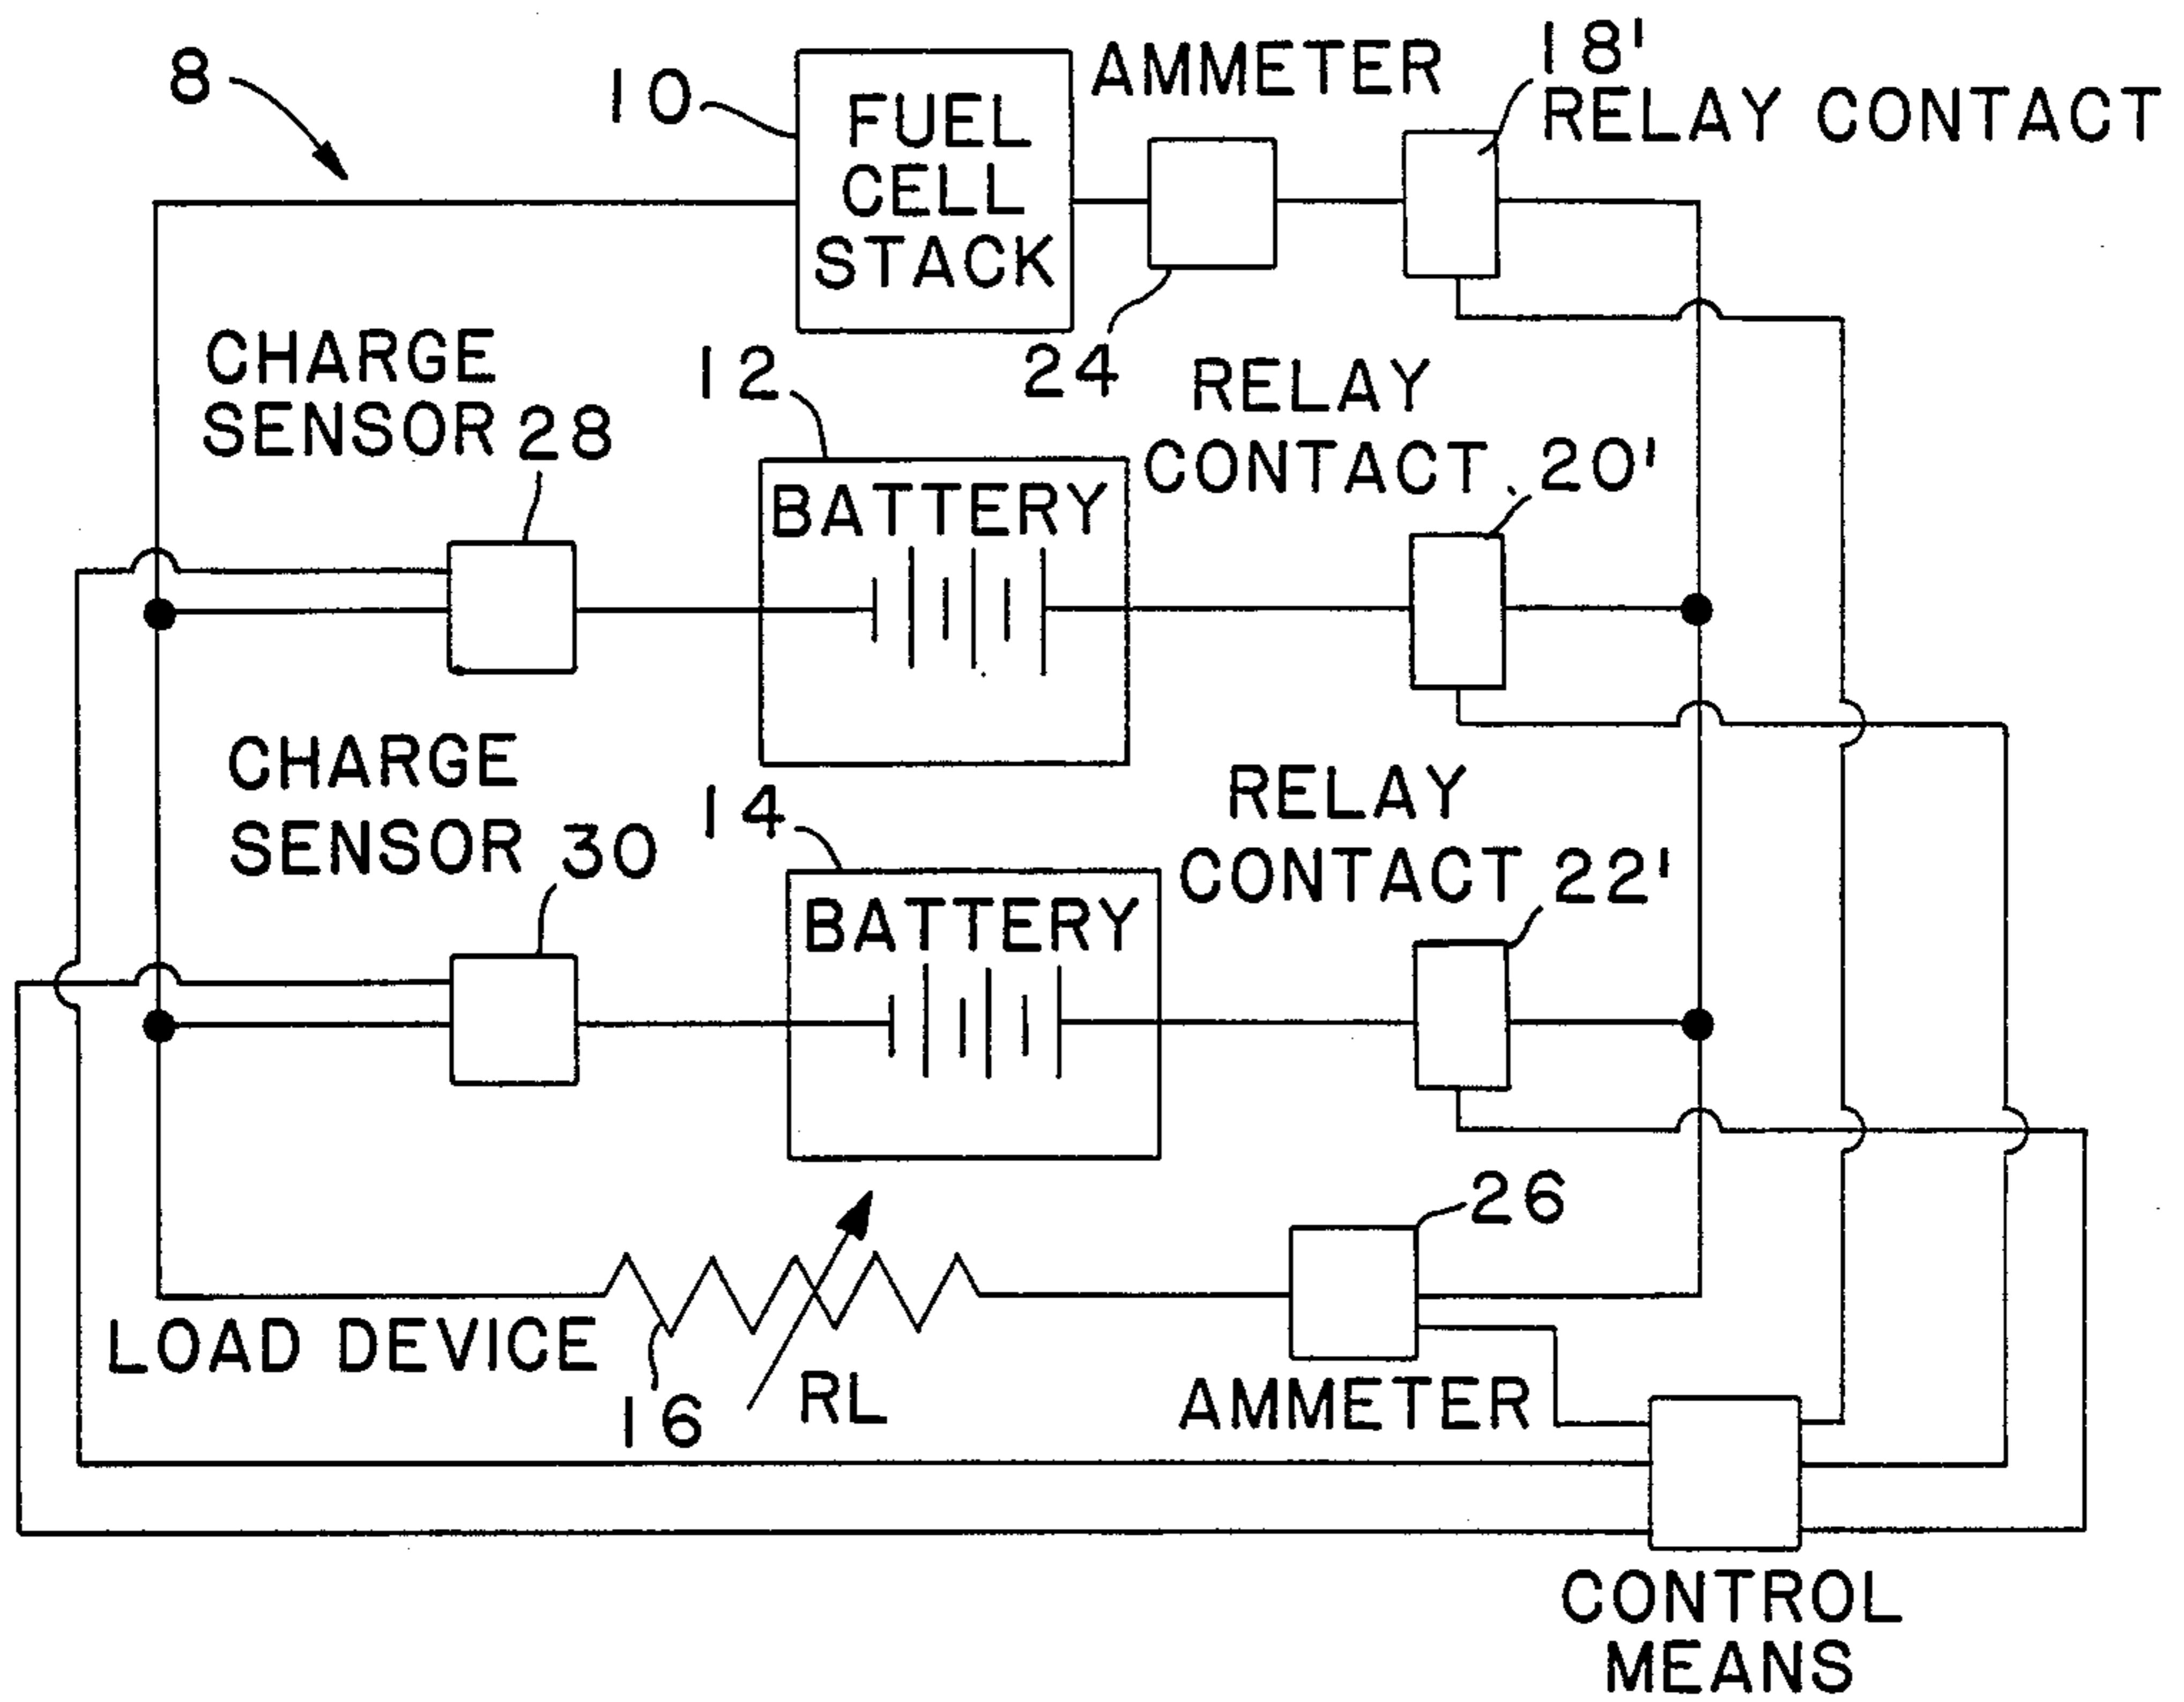 8
10
FUEL
CELL
STACK
AMMETER
24
18'
RELAY CONTACT
CHARGE
SENSOR 28
12
BATTERY
RELAY
CONTACT 20'
CHARGE
SENSOR 30
14
BATTERY
RELAY
CONTACT 22'
LOAD DEVICE
16
RL
26
AMMETER
CONTROL
MEANS